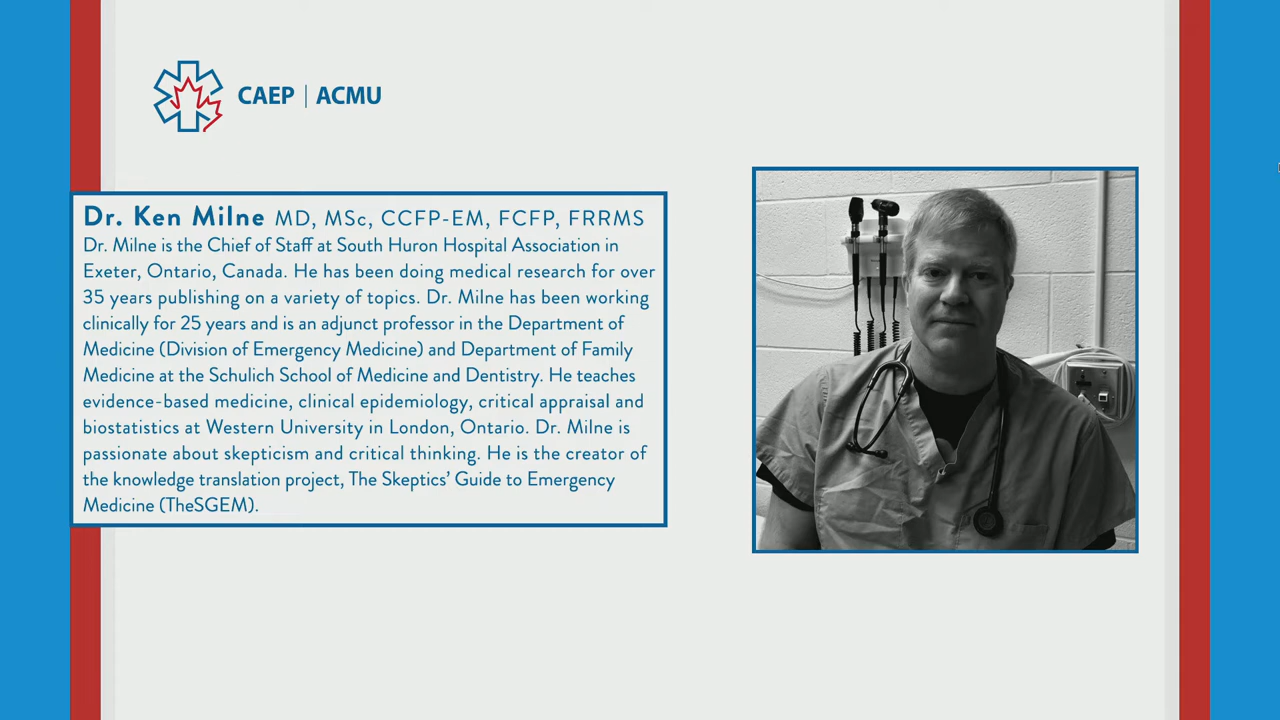 CAEP | ACMU
Dr. Ken Milne MD, MSc, CCFP-EM, FCFP, FRRMS
Dr. Milne is the Chief of Staff at South Huron Hospital Association in
Exeter, Ontario, Canada. He has been doing medical research for over
35 years publishing on a variety of topics. Dr. Milne has been working
clinically for 25 years and is an adjunct professor in the Department of
Medicine (Division of Emergency Medicine) and Department of Family
Medicine at the Schulich School of Medicine and Dentistry. He teaches
evidence-based medicine, clinical epidemiology, critical appraisal and
biostatistics at Western University in London, Ontario. Dr. Milne is
passionate about skepticism and critical thinking. He is the creator of
the knowledge translation project, The Skeptics’ Guide to Emergency
Medicine (TheSGEM).